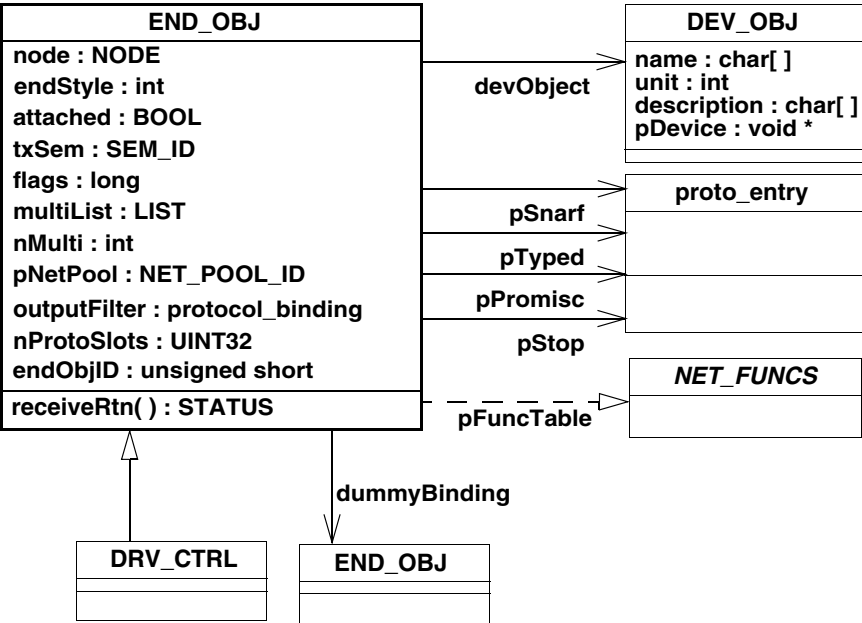 END_OBJ
node : NODE
endStyle : int
attached : BOOL
txSem : SEM_ID
flags : long
multiList : LIST
nMulti : int
pNetPool : NET_POOL_ID
outputFilter : protocol_binding
nProtoSlots : UINT32
endObjID : unsigned short
receiveRtn( ) : STATUS
devObject
DEV_OBJ
name : char[ ]
unit : int
description : char[ ]
pDevice : void *
pSnarf
pTyped
pPromisc
pStop
proto_entry
pFuncTable
NET_FUNCS
dummyBinding
DRV_CTRL
END_OBJ